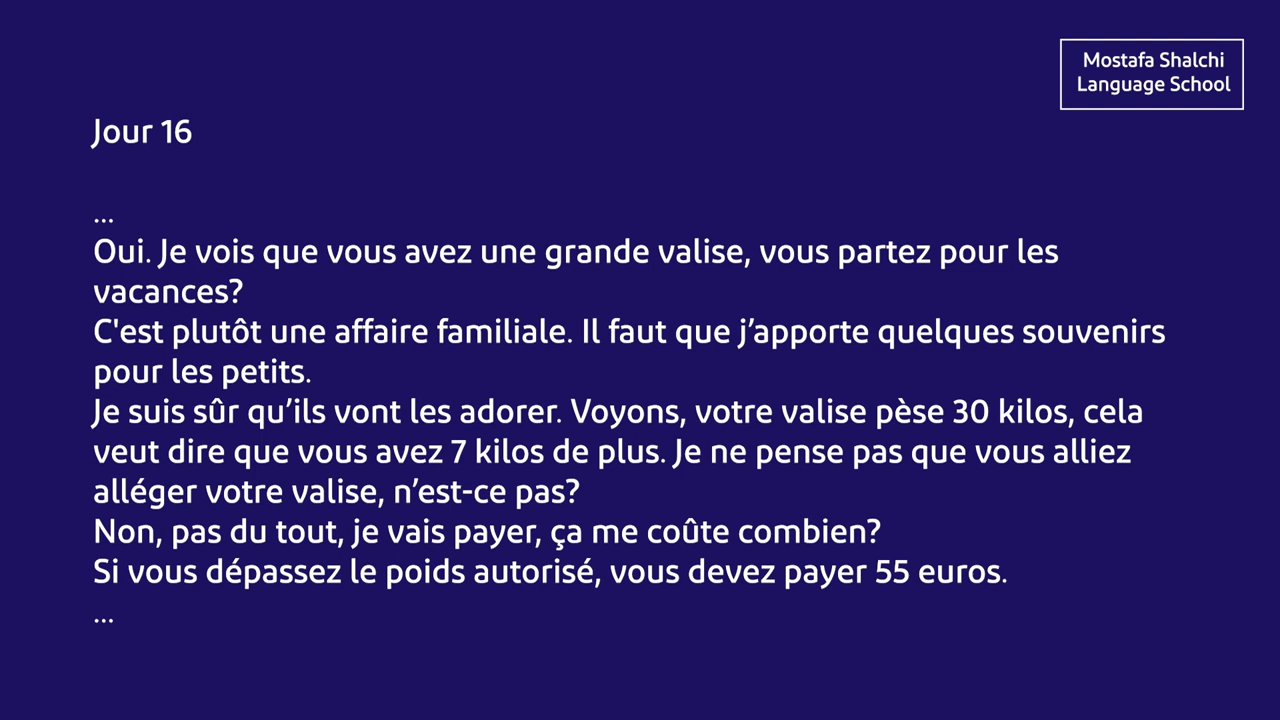 Mostafa Shalchi
Language School
Jour 16
...
Oui. Je vois que vous avez une grande valise, vous partez pour les
vacances?
C'est plutôt une affaire familiale. Il faut que j’apporte quelques souvenirs
pour les petits.
Je suis sûr qu’ils vont les adorer. Voyons, votre valise pèse 30 kilos, cela
veut dire que vous avez 7 kilos de plus. Je ne pense pas que vous alliez
alléger votre valise, n’est-ce pas?
Non, pas du tout, je vais payer, ça me coûte combien?
Si vous dépassez le poids autorisé, vous devez payer 55 euros.
...